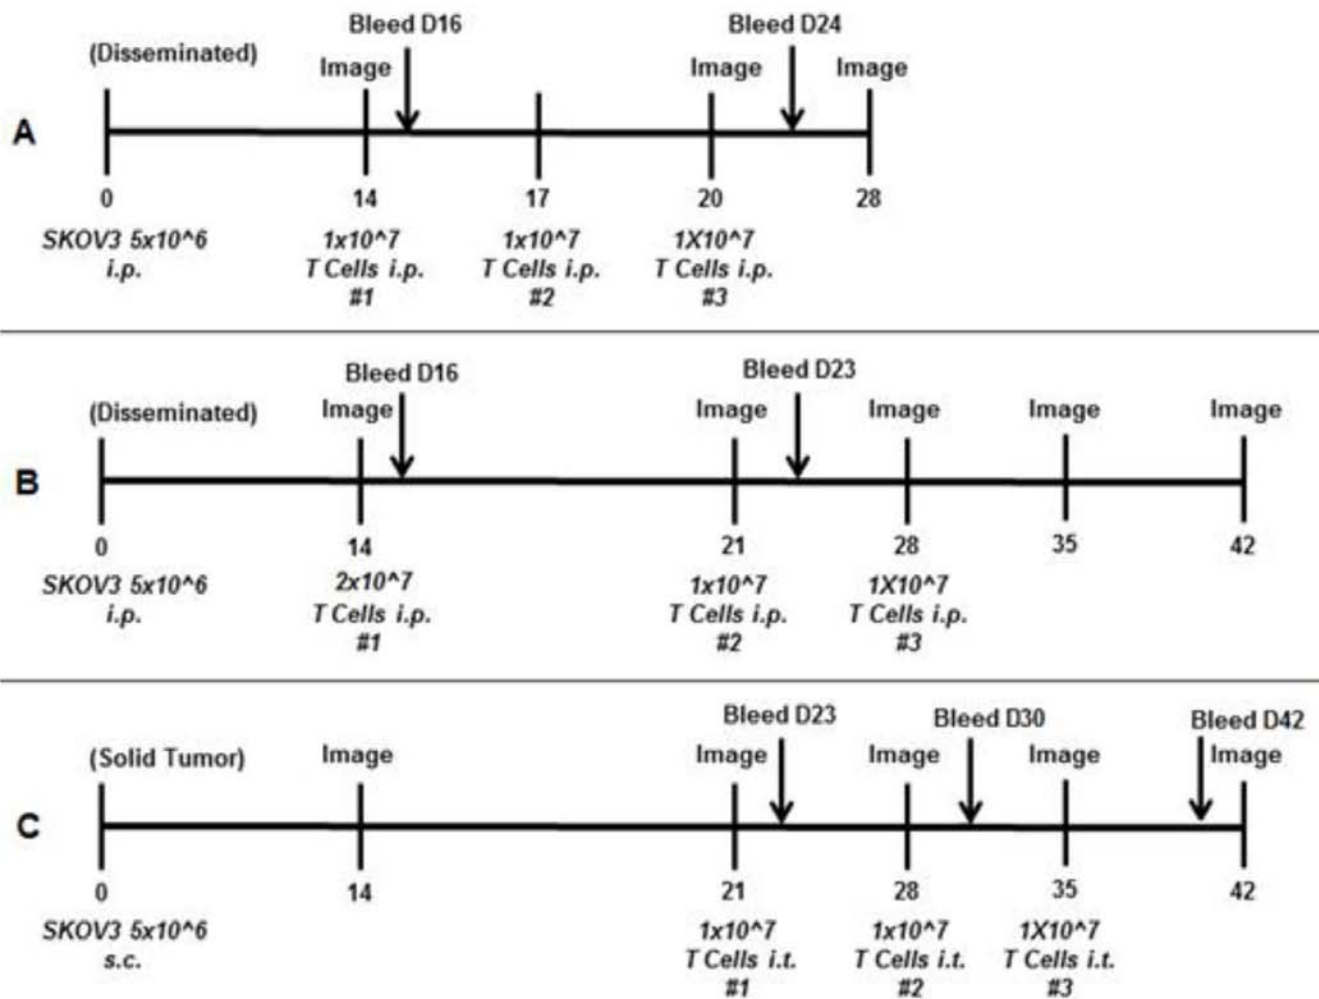 Bleed D16 Bleed D24
(Disseminated) Image Image Image
A
0 14 17 20 28
SKOV3 5x10^6 1x10^7 1x10^7 1X10^7
i.p. T Cells i.p. T Cells i.p. T Cells i.p.
#1 #2 #3
Bleed D16 Bleed D23
(Disseminated) Image Image Image Image Image
B
0 14 21 28 35 42
SKOV3 5x10^6 2x10^7 1x10^7 1X10^7
i.p. T Cells i.p. T Cells i.p. T Cells i.p.
#1 #2 #3
Bleed D23 Bleed D30 Bleed D42
(Solid Tumor) Image Image Image Image Image
C
0 14 21 28 35 42
SKOV3 5x10^6 1x10^7 1x10^7 1X10^7
s.c. T Cells i.t. T Cells i.t. T Cells i.t.
#1 #2 #3